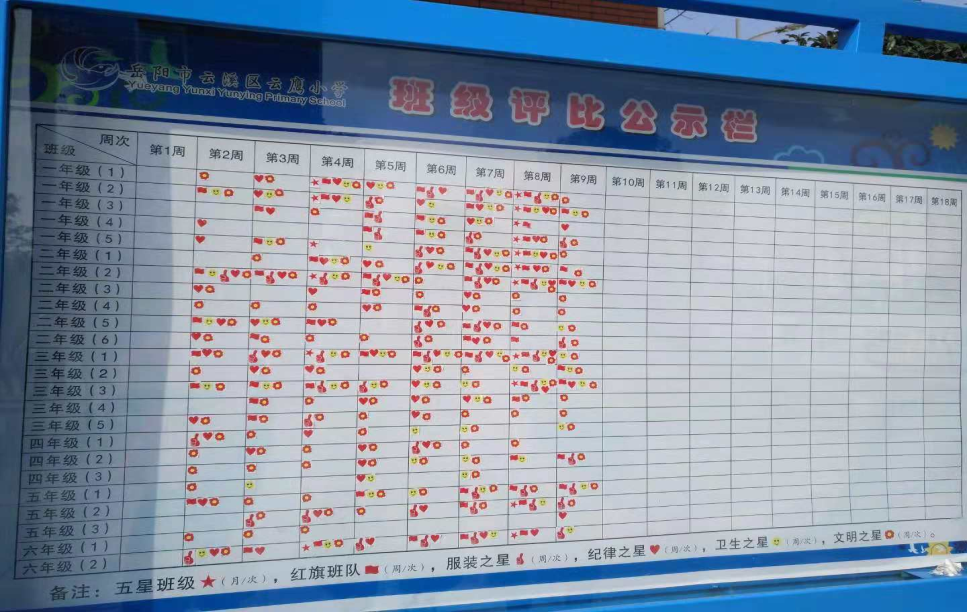 岳阳市云溪区云鹰小学
Yueyang Yunxi Yunying Primary School
班级评比公示栏
周次
班级
第1周 第2周 第3周 第4周 第5周 第6周 第7周 第8周 第9周 第10周 第11周 第12周 第13周 第14周 第15周 第16周 第17周 第18周
一年级(1)
一年级(2)
一年级(3)
一年级(4)
一年级(5)
二年级(1)
二年级(2)
二年级(3)
二年级(4)
二年级(5)
二年级(6)
三年级(1)
三年级(2)
三年级(3)
三年级(4)
三年级(5)
四年级(1)
四年级(2)
四年级(3)
五年级(1)
五年级(2)
五年级(3)
六年级(1)
六年级(2)
备注:五星班级(月/次),红旗班队(周/次),服装之星(周/次),纪律之星(周/次),卫生之星(周/次),文明之星(周/次)。